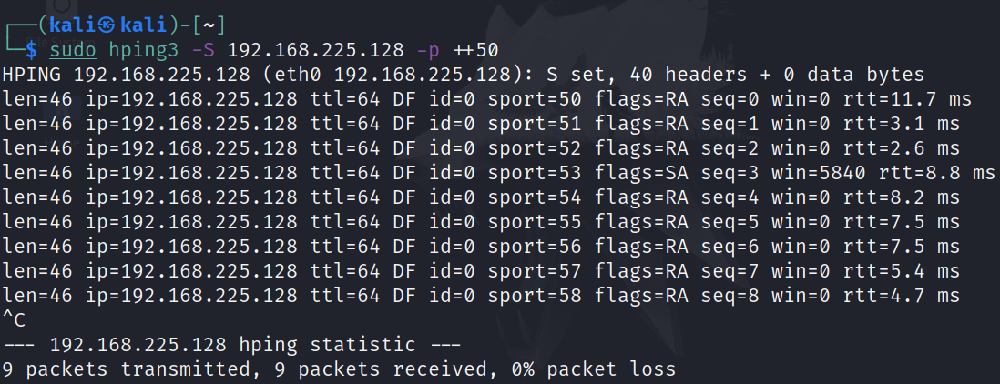 ┌──(kali㉿kali)-[~]
└─$ sudo hping3 -S 192.168.225.128 -p ++50
HPING 192.168.225.128 (eth0 192.168.225.128): S set, 40 headers + 0 data bytes
len=46 ip=192.168.225.128 ttl=64 DF id=0 sport=50 flags=RA seq=0 win=0 rtt=11.7 ms
len=46 ip=192.168.225.128 ttl=64 DF id=0 sport=51 flags=RA seq=1 win=0 rtt=3.1 ms
len=46 ip=192.168.225.128 ttl=64 DF id=0 sport=52 flags=RA seq=2 win=0 rtt=2.6 ms
len=46 ip=192.168.225.128 ttl=64 DF id=0 sport=53 flags=SA seq=3 win=5840 rtt=8.8 ms
len=46 ip=192.168.225.128 ttl=64 DF id=0 sport=54 flags=RA seq=4 win=0 rtt=8.2 ms
len=46 ip=192.168.225.128 ttl=64 DF id=0 sport=55 flags=RA seq=5 win=0 rtt=7.5 ms
len=46 ip=192.168.225.128 ttl=64 DF id=0 sport=56 flags=RA seq=6 win=0 rtt=7.5 ms
len=46 ip=192.168.225.128 ttl=64 DF id=0 sport=57 flags=RA seq=7 win=0 rtt=5.4 ms
len=46 ip=192.168.225.128 ttl=64 DF id=0 sport=58 flags=RA seq=8 win=0 rtt=4.7 ms
^C
--- 192.168.225.128 hping statistic ---
9 packets transmitted, 9 packets received, 0% packet loss